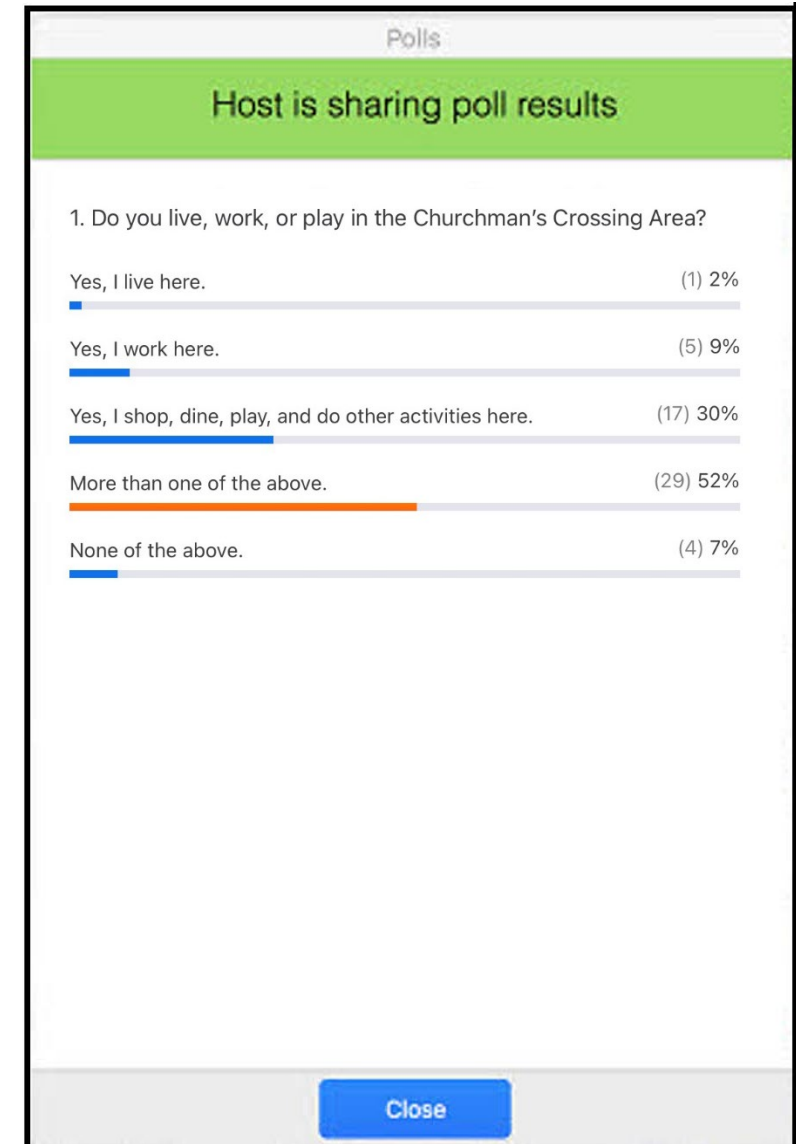 Polls
Host is sharing poll results
1. Do you live, work, or play in the Churchman’s Crossing Area?
Yes, I live here. (1) 2%
Yes, I work here. (5) 9%
Yes, I shop, dine, play, and do other activities here. (17) 30%
More than one of the above. (29) 52%
None of the above. (4) 7%
Close